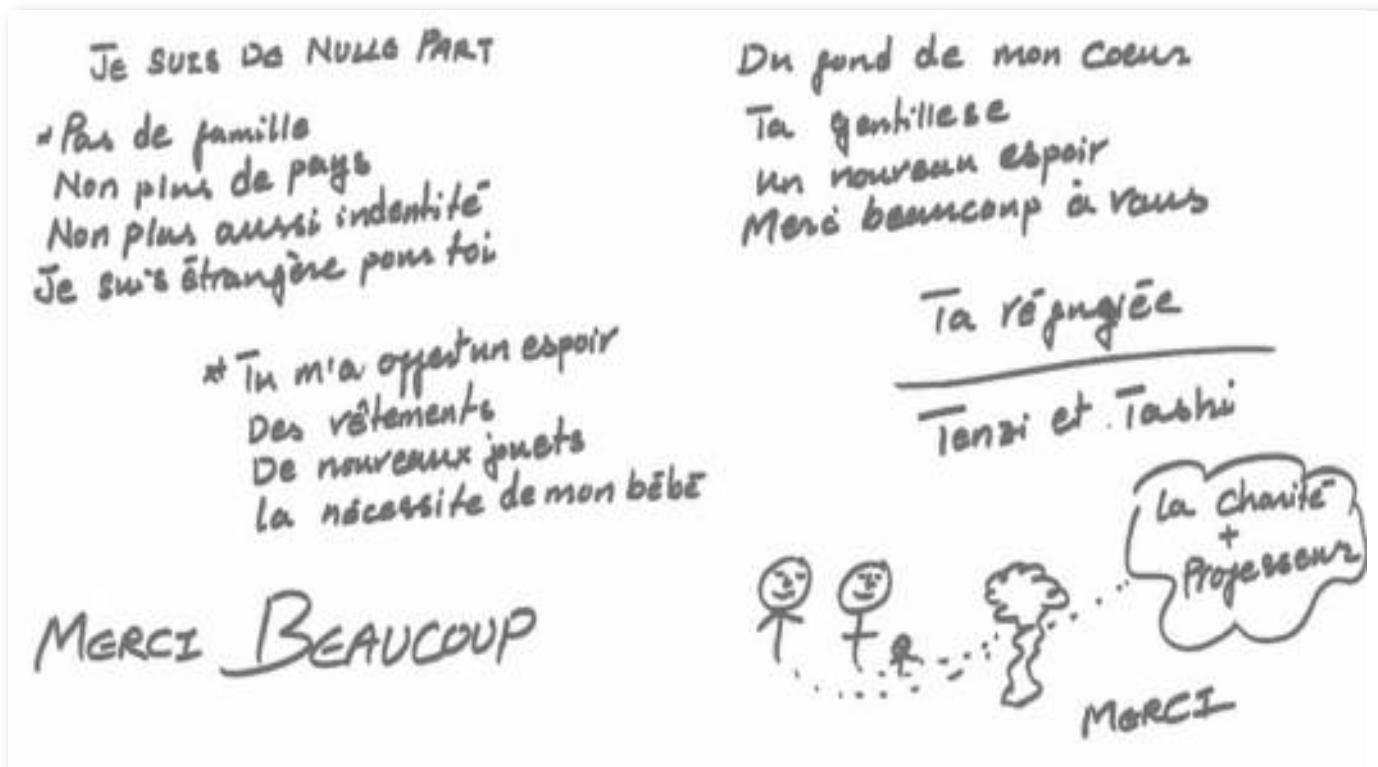 Je suis de nulle part
* Pas de famille
Non plus de pays
Non plus aussi indentité
Je suis étrangère pour toi
** Tu m'a offert un espoir
Des vêtements
De nouveaux jouets
la nécessite de mon bébé
MERCI BEAUCOUP
Du fond de mon coeur
Ta gentillese
un nouveau espoir
Merci beaucoup à vous
Ta réfugiée
Tenzi et Tashi
la charité
+
Professeur
MERCI